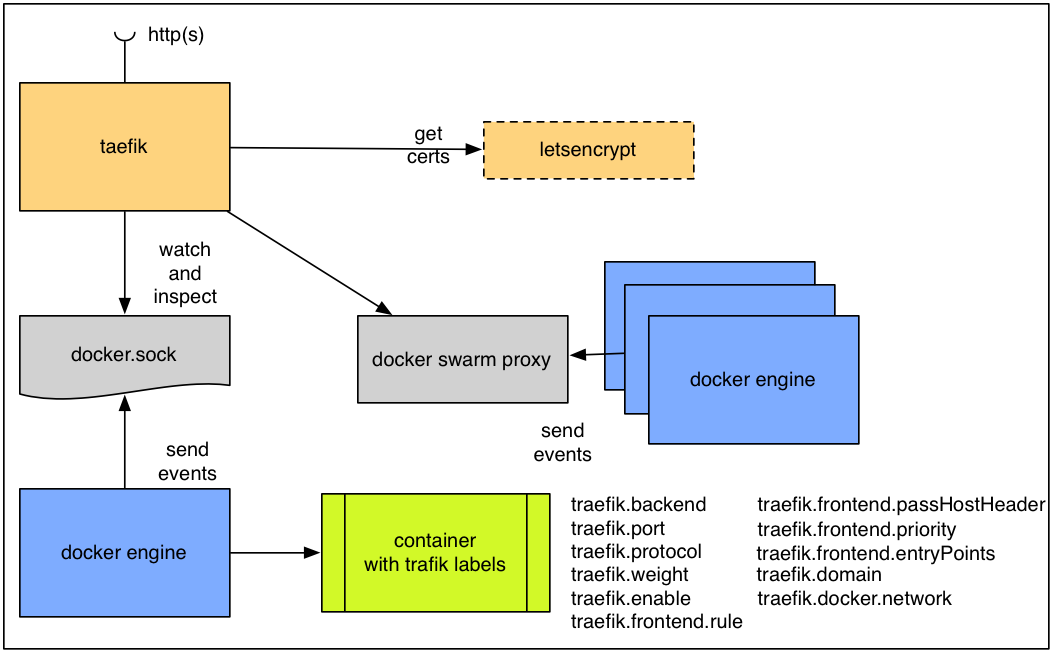 http(s)
taefik
get
certs
letsencrypt
watch
and
inspect
docker.sock
docker swarm proxy
docker engine
send
events
send
events
docker engine
container
with trafik labels
traefik.backend
traefik.port
traefik.protocol
traefik.weight
traefik.enable
traefik.frontend.rule
traefik.frontend.passHostHeader
traefik.frontend.priority
traefik.frontend.entryPoints
traefik.domain
traefik.docker.network